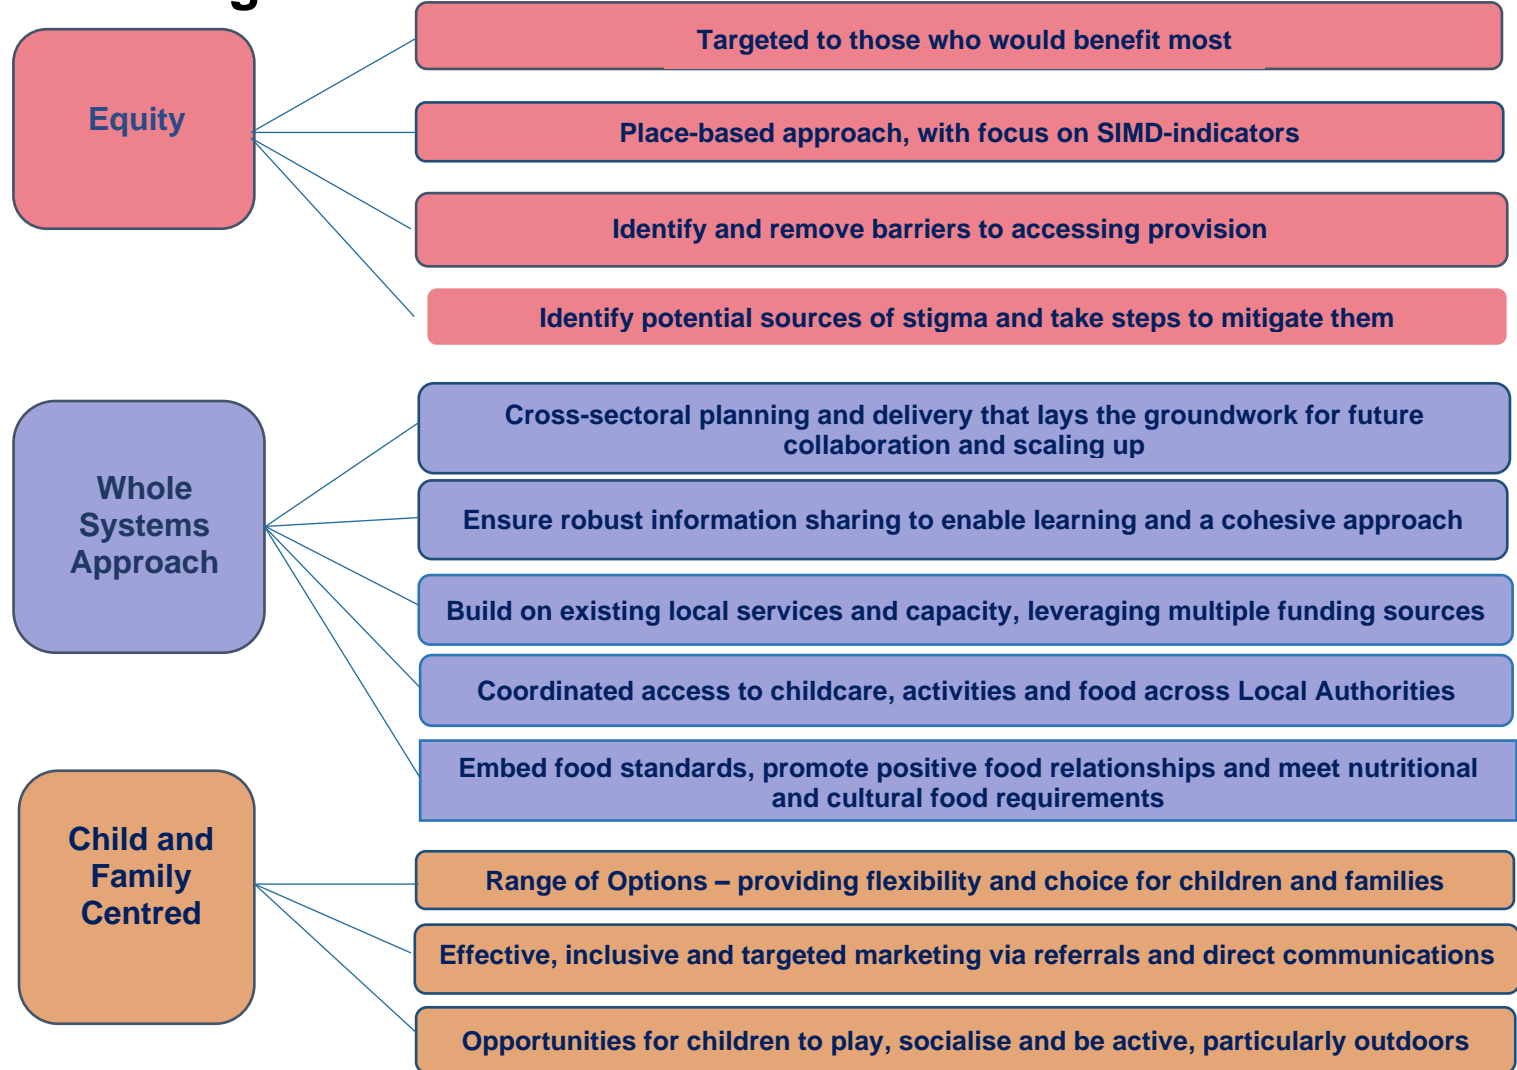 Equity
Targeted to those who would benefit most
Place-based approach, with focus on SIMD-indicators
Identify and remove barriers to accessing provision
Identify potential sources of stigma and take steps to mitigate them
Whole
Systems
Approach
Cross-sectoral planning and delivery that lays the groundwork for future
collaboration and scaling up
Ensure robust information sharing to enable learning and a cohesive approach
Build on existing local services and capacity, leveraging multiple funding sources
Coordinated access to childcare, activities and food across Local Authorities
Embed food standards, promote positive food relationships and meet nutritional
and cultural food requirements
Child and
Family
Centred
Range of Options – providing flexibility and choice for children and families
Effective, inclusive and targeted marketing via referrals and direct communications
Opportunities for children to play, socialise and be active, particularly outdoors